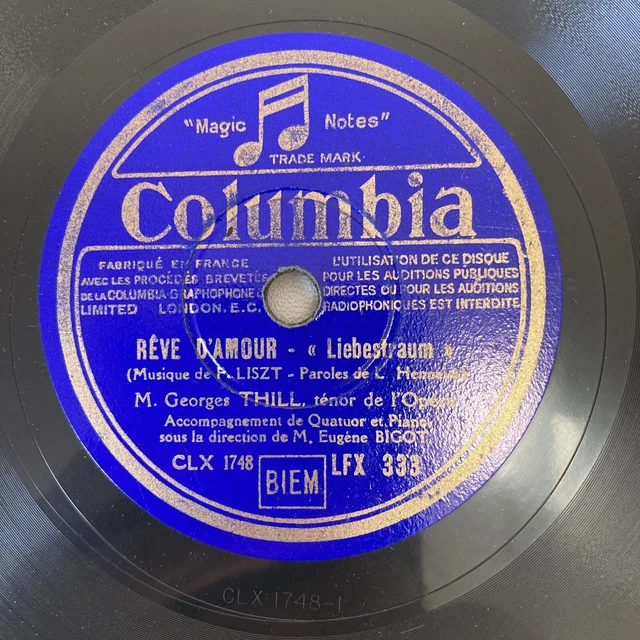 "Magic Notes"
TRADE MARK
Columbia
FABRIQUÉ EN FRANCE
AVEC LES PROCÉDÉS BREVETÉS
DE LA COLUMBIA GRAPHOPHONE Cº
LIMITED LONDON. E.C.
L'UTILISATION DE CE DISQUE
POUR LES AUDITIONS PUBLIQUES
DIRECTES OU POUR LES AUDITIONS
RADIOPHONIQUES EST INTERDITE
RÊVE D'AMOUR - « Liebestraum »
(Musique de F. LISZT - Paroles de L.
M. Georges THILL, ténor de l'Opéra
Accompagnement de Quatuor et Piano,
sous la direction de M. Eugène BIGOT
CLX 1748 BIEM LFX 333
CLX 1748-1